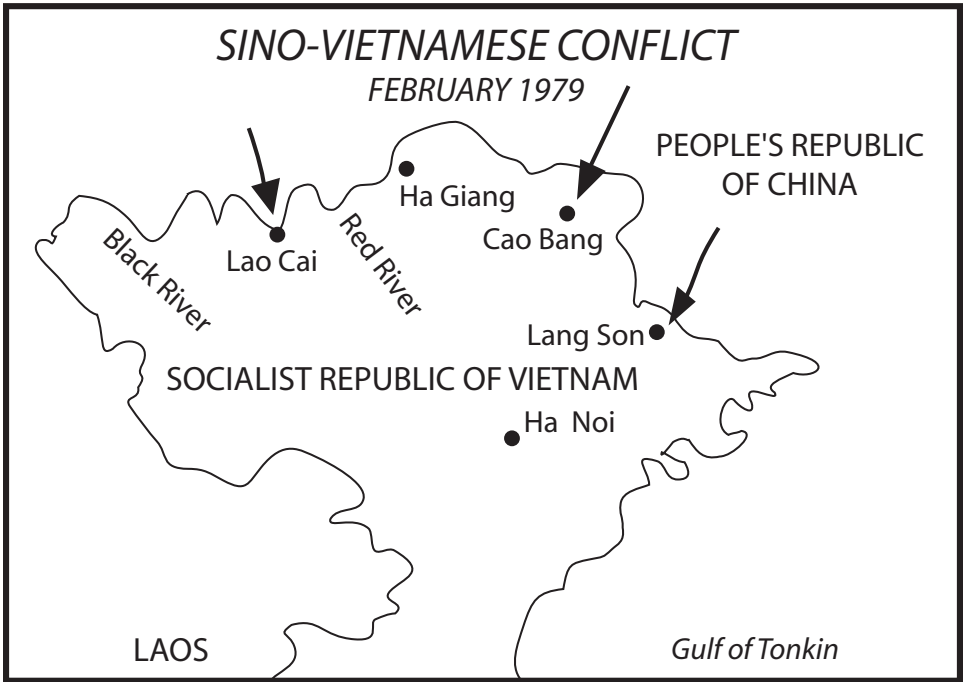 SINO-VIETNAMESE CONFLICT
FEBRUARY 1979
PEOPLE'S REPUBLIC
OF CHINA
Ha Giang
Cao Bang
Lao Cai
Red River
Black River
Lang Son
SOCIALIST REPUBLIC OF VIETNAM
Ha Noi
LAOS
Gulf of Tonkin